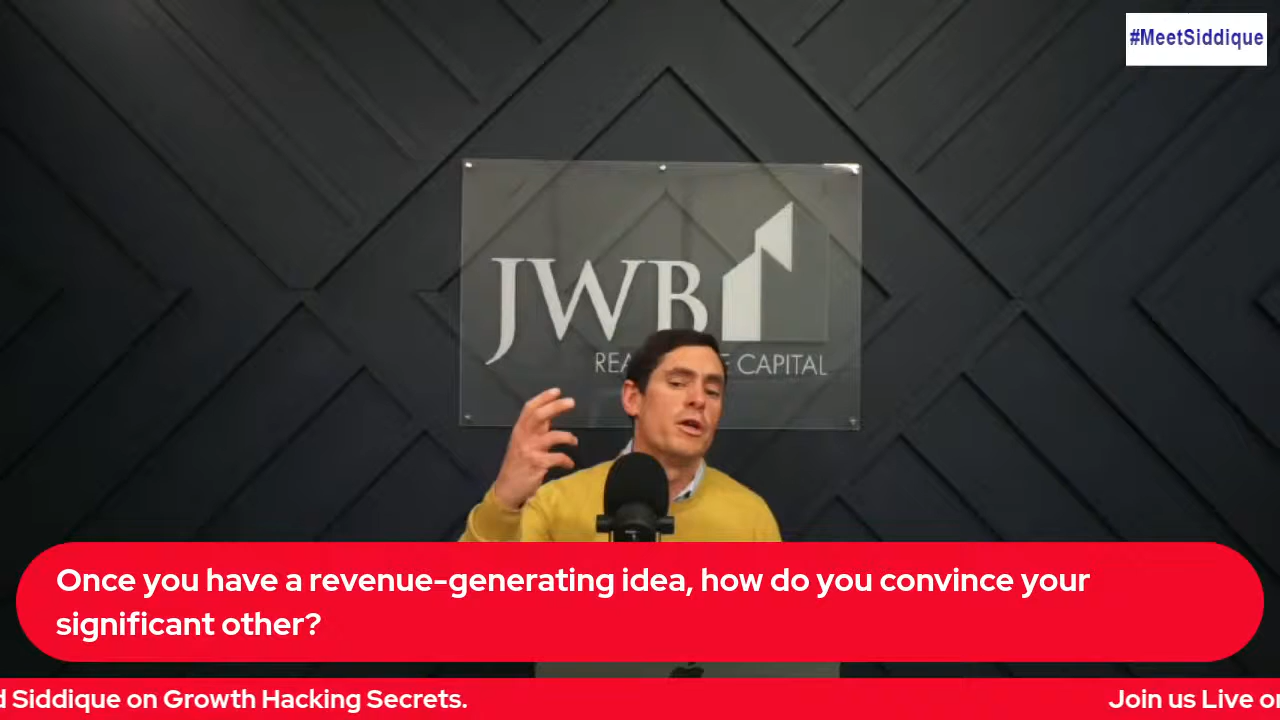 #MeetSiddique
JWB
REA E CAPITAL
Once you have a revenue-generating idea, how do you convince your
significant other?
d Siddique on Growth Hacking Secrets.
Join us Live o